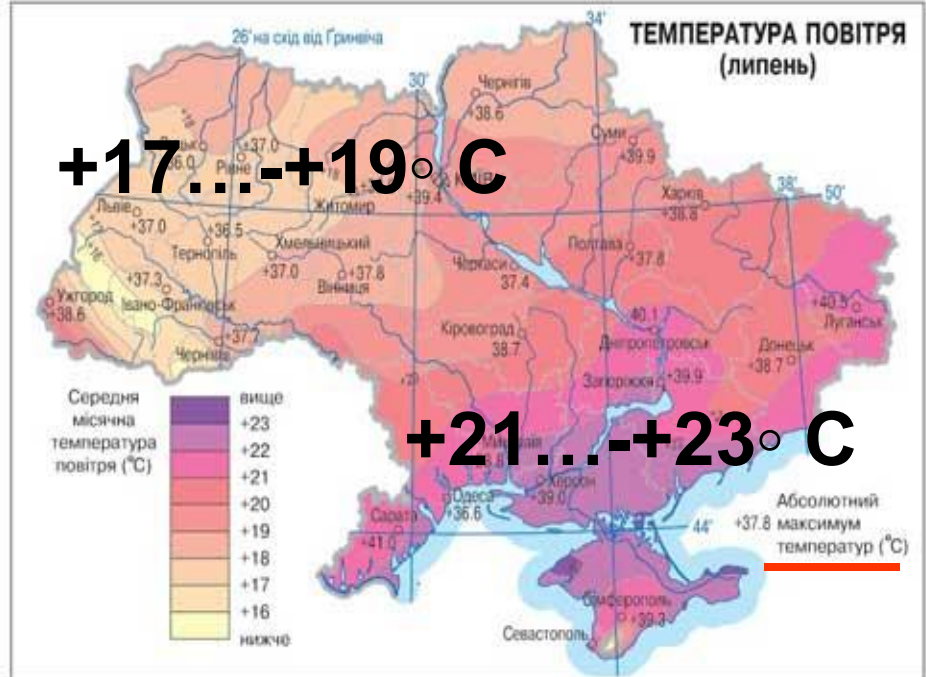 ТЕМПЕРАТУРА ПОВІТРЯ
(липень)
26° на схід від Ґринвіча
30°
34°
38°
50°
44°
+17…-+19◦ C
+21…-+23◦ C
Чернігів
+38.6
Суми
+39.9
+18
+37.0
Рівне
+39.4
Житомир
Харків
+38.8
Львів
+37.0
+36.5
Тернопіль
Хмельницький
+37.0
+37.8
Вінниця
Черкаси
37.4
Полтава
+37.8
+17
+16
+37.3
Івано-Франківськ
Ужгород
+38.6
+37.7
Чернівці
Кіровоград
38.7
40.1
Дніпропетровськ
Запоріжжя
+39.9
Донецьк
+38.7
+40.5
Луганськ
Херсон
+39.0
Одеса
+36.6
Сарата
+41.0
Сімферополь
+39.3
Севастополь
Середня
місячна
температура
повітря (°C)
вище
+23
+22
+21
+20
+19
+18
+17
+16
нижче
Абсолютний
+37.8 максимум
температур (°C)